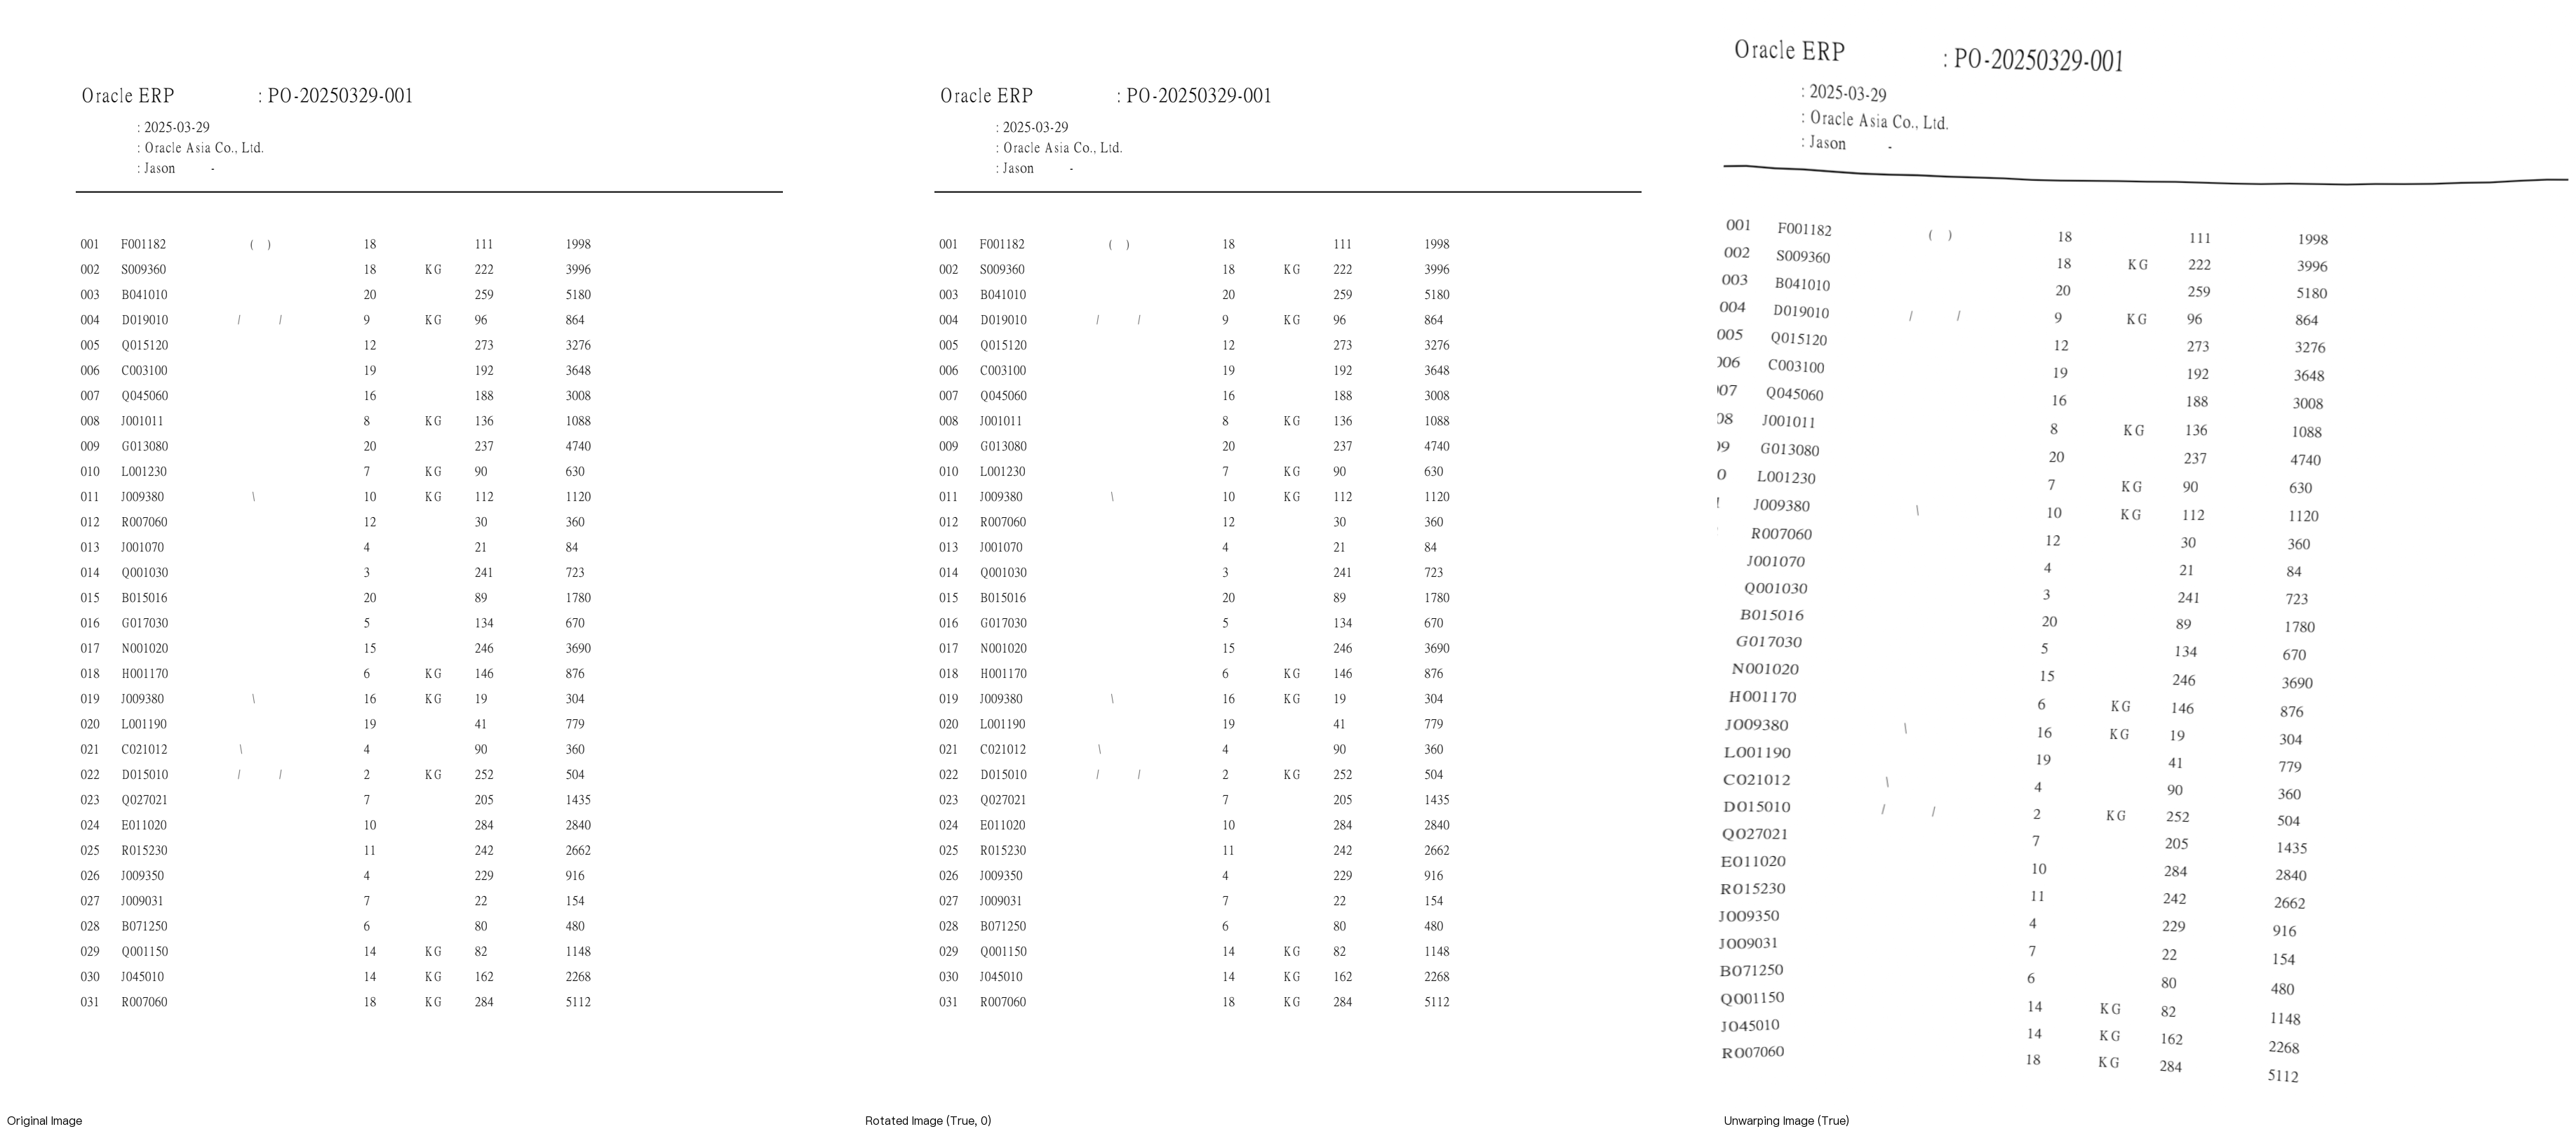 Oracle ERP : PO-20250329-001
: 2025-03-29
: Oracle Asia Co., Ltd.
: Jason -
001 F001182 ( ) 18 111 1998
002 S009360 18 KG 222 3996
003 B041010 20 259 5180
004 D019010 / / 9 KG 96 864
005 Q015120 12 273 3276
006 C003100 19 192 3648
007 Q045060 16 188 3008
008 J001011 8 KG 136 1088
009 G013080 20 237 4740
010 L001230 7 KG 90 630
011 J009380 \ 10 KG 112 1120
012 R007060 12 30 360
013 J001070 4 21 84
014 Q001030 3 241 723
015 B015016 20 89 1780
016 G017030 5 134 670
017 N001020 15 246 3690
018 H001170 6 KG 146 876
019 J009380 \ 16 KG 19 304
020 L001190 19 41 779
021 C021012 \ 4 90 360
022 D015010 / / 2 KG 252 504
023 Q027021 7 205 1435
024 E011020 10 284 2840
025 R015230 11 242 2662
026 J009350 4 229 916
027 J009031 7 22 154
028 B071250 6 80 480
029 Q001150 14 KG 82 1148
030 J045010 14 KG 162 2268
031 R007060 18 KG 284 5112
Original Image
Oracle ERP : PO-20250329-001
: 2025-03-29
: Oracle Asia Co., Ltd.
: Jason -
001 F001182 ( ) 18 111 1998
002 S009360 18 KG 222 3996
003 B041010 20 259 5180
004 D019010 / / 9 KG 96 864
005 Q015120 12 273 3276
006 C003100 19 192 3648
007 Q045060 16 188 3008
008 J001011 8 KG 136 1088
009 G013080 20 237 4740
010 L001230 7 KG 90 630
011 J009380 \ 10 KG 112 1120
012 R007060 12 30 360
013 J001070 4 21 84
014 Q001030 3 241 723
015 B015016 20 89 1780
016 G017030 5 134 670
017 N001020 15 246 3690
018 H001170 6 KG 146 876
019 J009380 \ 16 KG 19 304
020 L001190 19 41 779
021 C021012 \ 4 90 360
022 D015010 / / 2 KG 252 504
023 Q027021 7 205 1435
024 E011020 10 284 2840
025 R015230 11 242 2662
026 J009350 4 229 916
027 J009031 7 22 154
028 B071250 6 80 480
029 Q001150 14 KG 82 1148
030 J045010 14 KG 162 2268
031 R007060 18 KG 284 5112
Rotated Image (True, 0)
Oracle ERP : PO-20250329-001
: 2025-03-29
: Oracle Asia Co., Ltd.
: Jason -
001 F001182 ( ) 18 111 1998
002 S009360 18 KG 222 3996
003 B041010 20 259 5180
004 D019010 / / 9 KG 96 864
005 Q015120 12 273 3276
006 C003100 19 192 3648
07 Q045060 16 188 3008
08 J001011 8 KG 136 1088
9 G013080 20 237 4740
0 L001230 7 KG 90 630
J009380 \ 10 KG 112 1120
R007060 12 30 360
J001070 4 21 84
Q001030 3 241 723
B015016 20 89 1780
G017030 5 134 670
N001020 15 246 3690
H001170 6 KG 146 876
J009380 \ 16 KG 19 304
L001190 19 41 779
C021012 \ 4 90 360
D015010 / / 2 KG 252 504
Q027021 7 205 1435
E011020 10 284 2840
R015230 11 242 2662
J009350 4 229 916
J009031 7 22 154
B071250 6 80 480
Q001150 14 KG 82 1148
J045010 14 KG 162 2268
R007060 18 KG 284 5112
Unwarping Image (True)